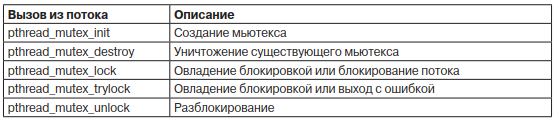 Вызов из потока Описание
pthread_mutex_init Создание мьютекса
pthread_mutex_destroy Уничтожение существующего мьютекса
pthread_mutex_lock Овладение блокировкой или блокирование потока
pthread_mutex_trylock Овладение блокировкой или выход с ошибкой
pthread_mutex_unlock Разблокирование